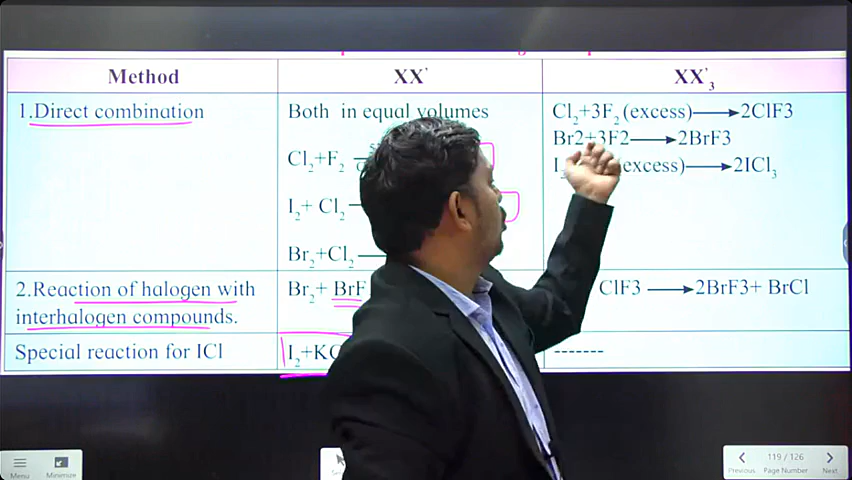 Method XX' XX'₃
1.Direct combination
Both in equal volumes
Cl₂+F₂
I₂+ Cl₂
Br₂+Cl₂
Cl₂+3F₂ (excess)→2ClF3
Br2+3F2→2BrF3
(excess)→2ICl₃
2.Reaction of halogen with
interhalogen compounds.
Br₂+ BrF
ClF3 →2BrF3+ BrCl
Special reaction for ICl
I₂+KC
-------
Menu
Minimize
119 / 126
Previous Page Number Next